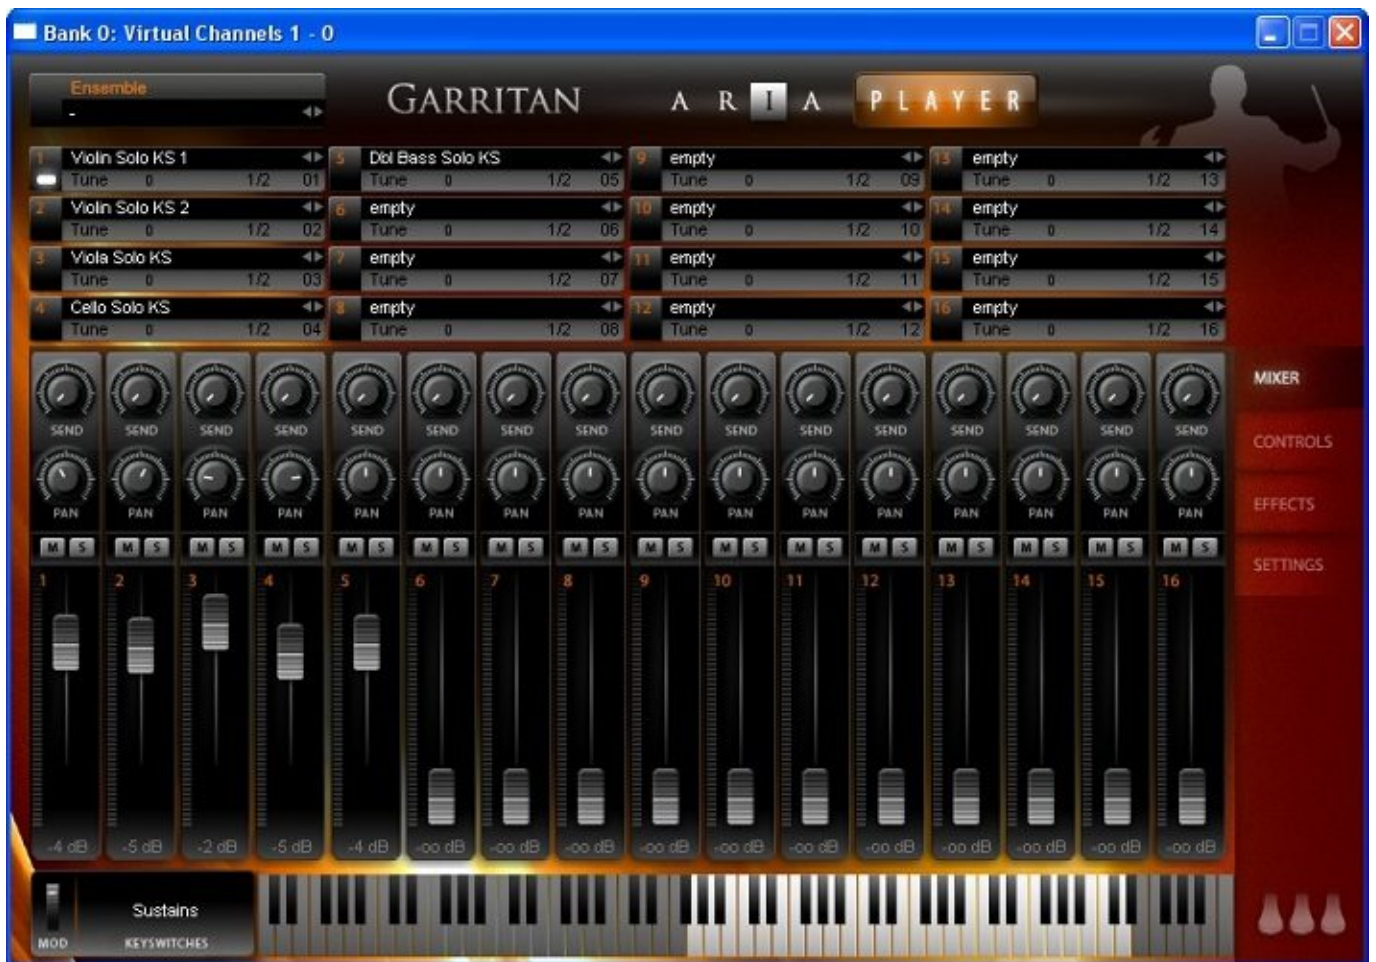 Bank 0: Virtual Channels 1 - 0
Ensemble
-
GARRITAN ARIA PLAYER
1 Violin Solo KS 1 5 Dbl Bass Solo KS 9 empty 13 empty
Tune 0 1/2 01 Tune 0 1/2 05 Tune 0 1/2 09 Tune 0 1/2 13
2 Violin Solo KS 2 6 empty 10 empty 14 empty
Tune 0 1/2 02 Tune 0 1/2 06 Tune 0 1/2 10 Tune 0 1/2 14
3 Viola Solo KS 7 empty 11 empty 15 empty
Tune 0 1/2 03 Tune 0 1/2 07 Tune 0 1/2 11 Tune 0 1/2 15
4 Cello Solo KS 8 empty 12 empty 16 empty
Tune 0 1/2 04 Tune 0 1/2 08 Tune 0 1/2 12 Tune 0 1/2 16
MIXER
CONTROLS
EFFECTS
SETTINGS
SEND SEND SEND SEND SEND SEND SEND SEND SEND SEND SEND SEND SEND SEND SEND SEND
PAN PAN PAN PAN PAN PAN PAN PAN PAN PAN PAN PAN PAN PAN PAN PAN
M S M S M S M S M S M S M S M S M S M S M S M S M S M S M S M S
1 2 3 4 5 6 7 8 9 10 11 12 13 14 15 16
-4 dB -5 dB -2 dB -5 dB -4 dB -oo dB -oo dB -oo dB -oo dB -oo dB -oo dB -oo dB -oo dB -oo dB -oo dB -oo dB
Sustains
MOD KEYSWITCHES